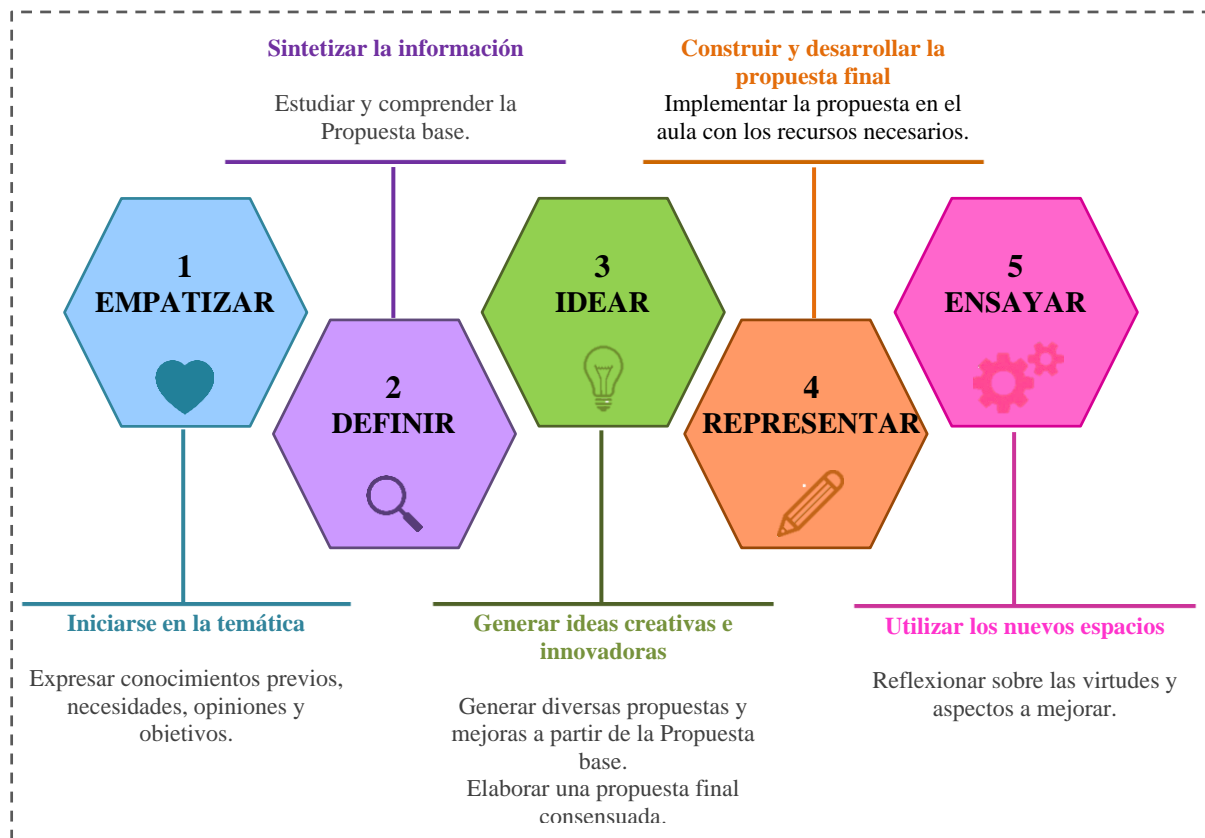 Sintetizar la información
Estudiar y comprender la
Propuesta base.
Construir y desarrollar la
propuesta final
Implementar la propuesta en el
aula con los recursos necesarios.
1
EMPATIZAR
2
DEFINIR
3
IDEAR
4
REPRESENTAR
5
ENSAYAR
Iniciarse en la temática
Expresar conocimientos previos,
necesidades, opiniones y
objetivos.
Generar ideas creativas e
innovadoras
Generar diversas propuestas y
mejoras a partir de la Propuesta
base.
Elaborar una propuesta final
consensuada.
Utilizar los nuevos espacios
Reflexionar sobre las virtudes y
aspectos a mejorar.